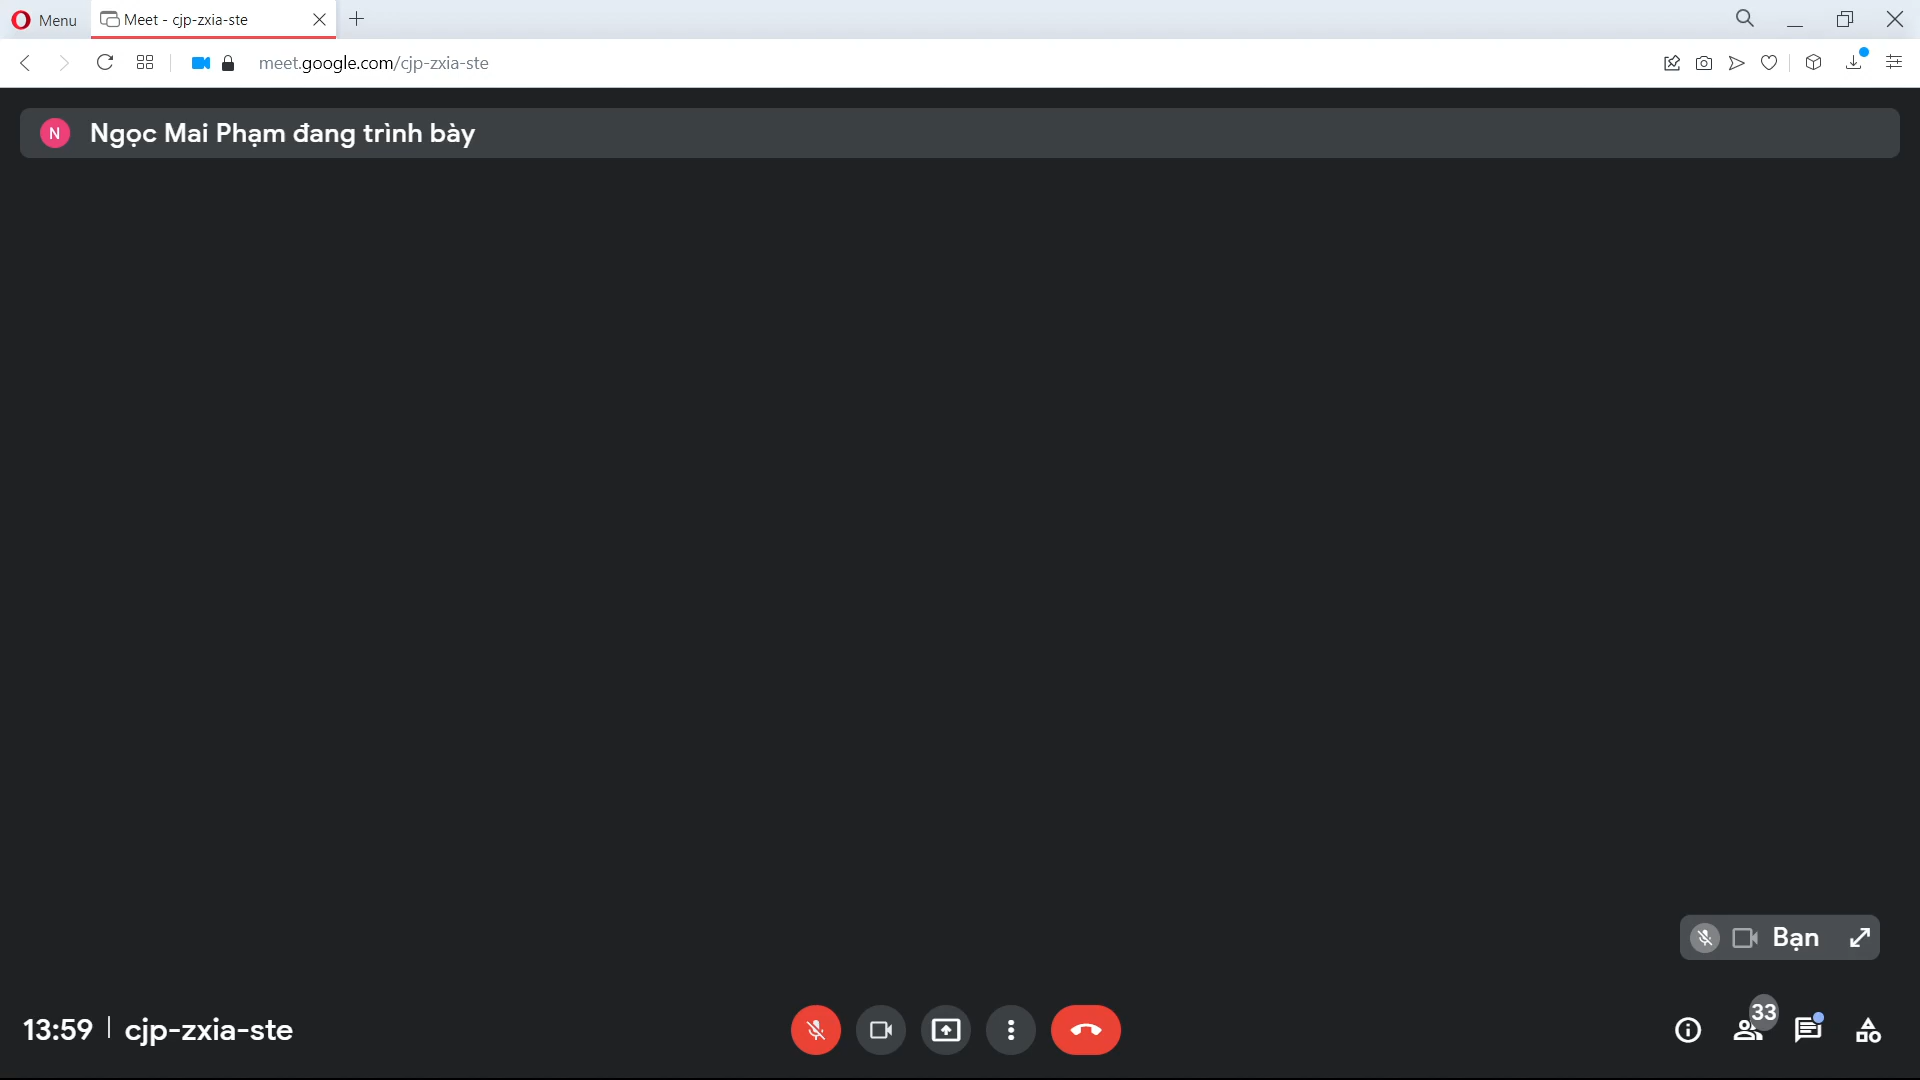 Menu
Meet - cjp-zxia-ste
meet.google.com/cjp-zxia-ste
N
Ngọc Mai Phạm đang trình bày
Bạn
13:59 | cjp-zxia-ste
33